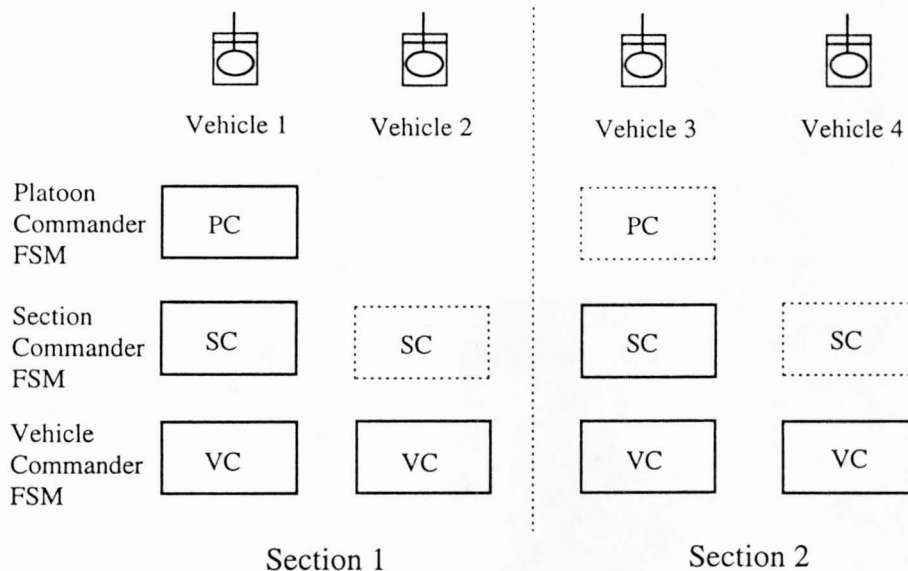 Vehicle 1 Vehicle 2 Vehicle 3 Vehicle 4
Platoon
Commander
FSM
PC PC
Section
Commander
FSM
SC SC SC SC
Vehicle
Commander
FSM
VC VC VC VC
Section 1 Section 2